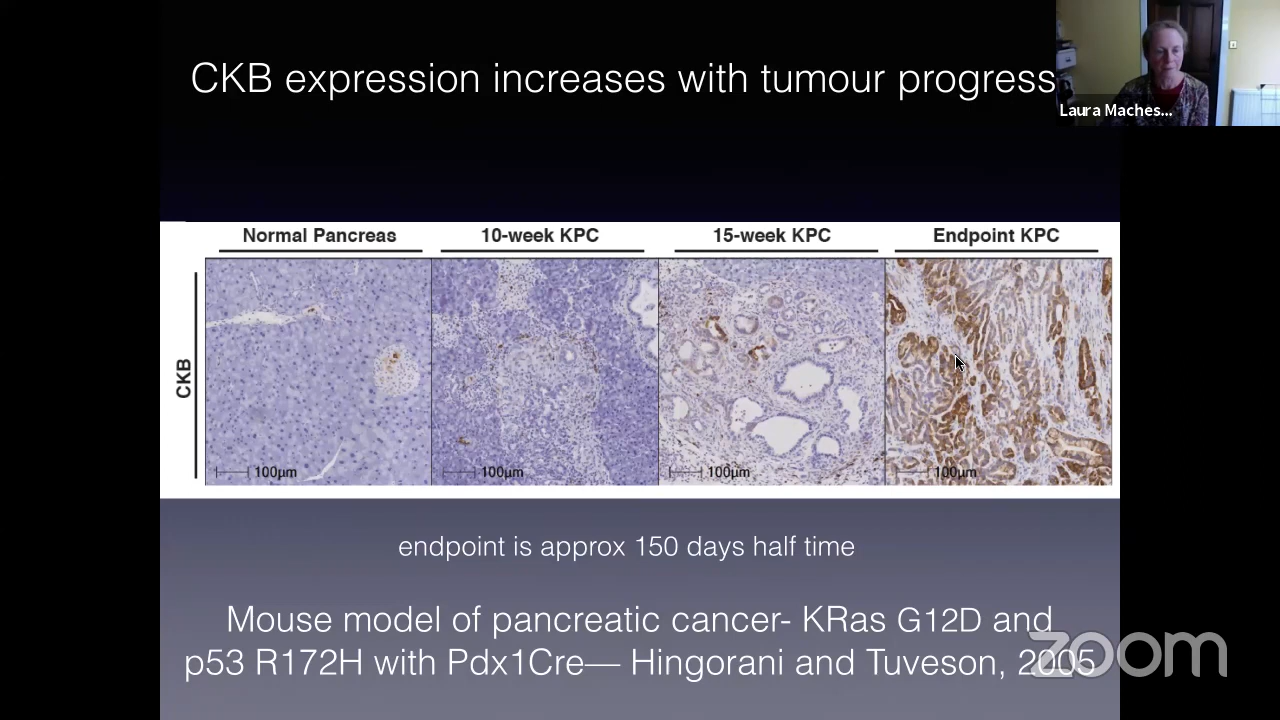 CKB expression increases with tumour progress
Laura Maches...
Normal Pancreas
10-week KPC
15-week KPC
Endpoint KPC
CKB
100µm
100µm
100µm
100µm
endpoint is approx 150 days half time
Mouse model of pancreatic cancer- KRas G12D and
p53 R172H with Pdx1Cre— Hingorani and Tuveson, 2005
zoom